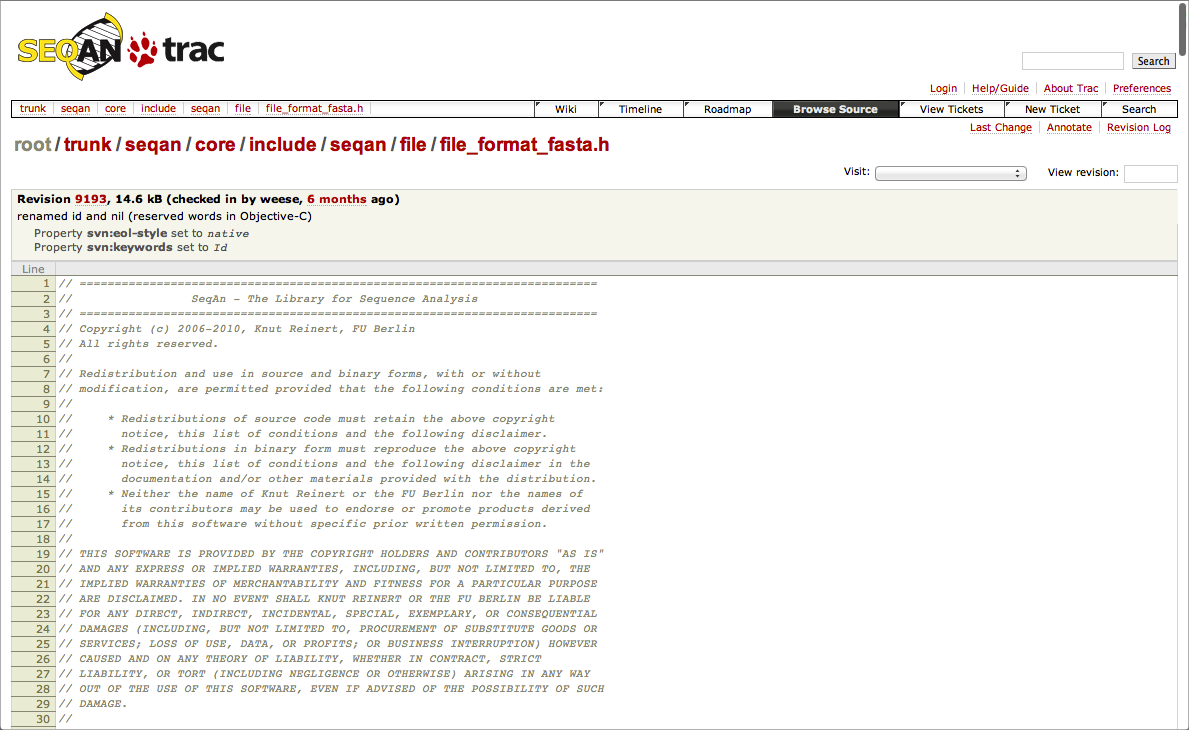 SEQAN trac
Search
Login Help/Guide About Trac Preferences
trunk seqan core include seqan file file_format_fasta.h Wiki Timeline Roadmap Browse Source View Tickets New Ticket Search
Last Change Annotate Revision Log
root/trunk/seqan/core/include/seqan/file/file_format_fasta.h
Visit: View revision:
Revision 9193, 14.6 kB (checked in by weese, 6 months ago)
renamed id and nil (reserved words in Objective-C)
Property svn:eol-style set to native
Property svn:keywords set to Id
Line
1 // ==========================================================================
2 //                 SeqAn - The Library for Sequence Analysis
3 // ==========================================================================
4 // Copyright (c) 2006-2010, Knut Reinert, FU Berlin
5 // All rights reserved.
6 //
7 // Redistribution and use in source and binary forms, with or without
8 // modification, are permitted provided that the following conditions are met:
9 //
10 //     * Redistributions of source code must retain the above copyright
11 //       notice, this list of conditions and the following disclaimer.
12 //     * Redistributions in binary form must reproduce the above copyright
13 //       notice, this list of conditions and the following disclaimer in the
14 //       documentation and/or other materials provided with the distribution.
15 //     * Neither the name of Knut Reinert or the FU Berlin nor the names of
16 //       its contributors may be used to endorse or promote products derived
17 //       from this software without specific prior written permission.
18 //
19 // THIS SOFTWARE IS PROVIDED BY THE COPYRIGHT HOLDERS AND CONTRIBUTORS "AS IS"
20 // AND ANY EXPRESS OR IMPLIED WARRANTIES, INCLUDING, BUT NOT LIMITED TO, THE
21 // IMPLIED WARRANTIES OF MERCHANTABILITY AND FITNESS FOR A PARTICULAR PURPOSE
22 // ARE DISCLAIMED. IN NO EVENT SHALL KNUT REINERT OR THE FU BERLIN BE LIABLE
23 // FOR ANY DIRECT, INDIRECT, INCIDENTAL, SPECIAL, EXEMPLARY, OR CONSEQUENTIAL
24 // DAMAGES (INCLUDING, BUT NOT LIMITED TO, PROCUREMENT OF SUBSTITUTE GOODS OR
25 // SERVICES; LOSS OF USE, DATA, OR PROFITS; OR BUSINESS INTERRUPTION) HOWEVER
26 // CAUSED AND ON ANY THEORY OF LIABILITY, WHETHER IN CONTRACT, STRICT
27 // LIABILITY, OR TORT (INCLUDING NEGLIGENCE OR OTHERWISE) ARISING IN ANY WAY
28 // OUT OF THE USE OF THIS SOFTWARE, EVEN IF ADVISED OF THE POSSIBILITY OF SUCH
29 // DAMAGE.
30 //